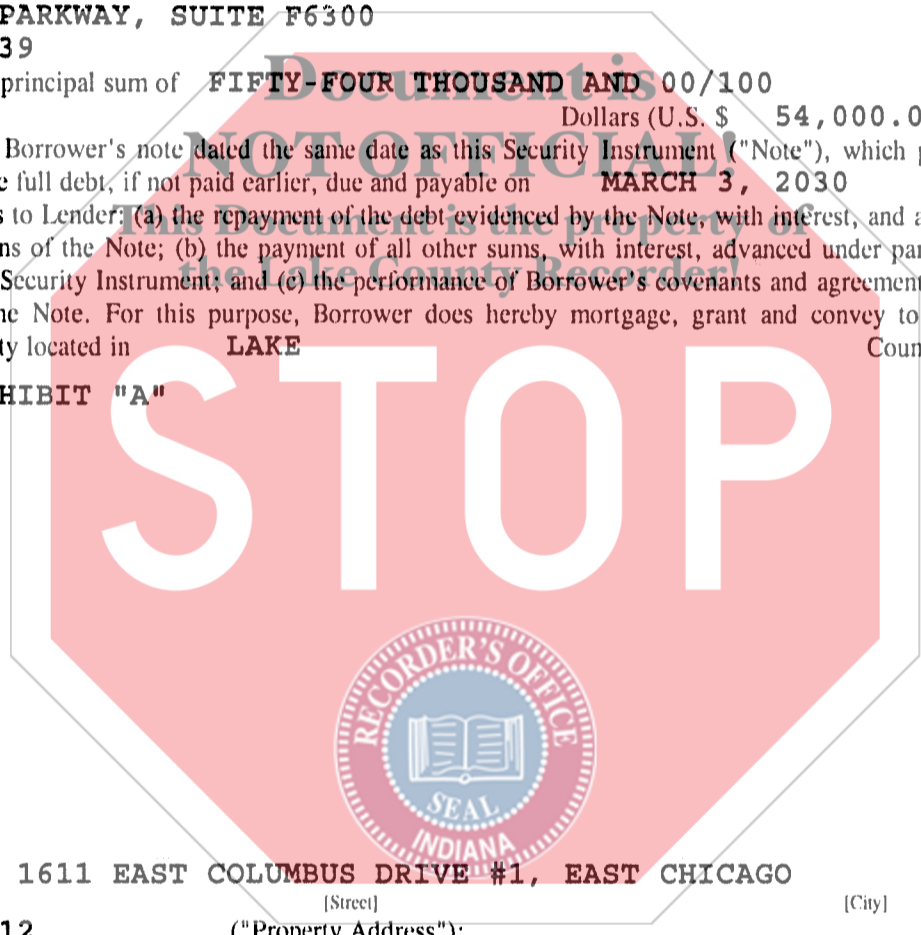 PARKWAY, SUITE F6300
39
principal sum of FIFTY-FOUR THOUSAND AND 00/100
Dollars (U.S. $ 54,000.0
Borrower's note dated the same date as this Security Instrument ("Note"), which
e full debt, if not paid earlier, due and payable on MARCH 3, 2030
s to Lender: (a) the repayment of the debt evidenced by the Note, with interest, and a
ns of the Note; (b) the payment of all other sums, with interest, advanced under par
Security Instrument; and (c) the performance of Borrower's covenants and agreement
ne Note. For this purpose, Borrower does hereby mortgage, grant and convey to
ty located in LAKE Coun
HIBIT "A"
Document is
NOT OFFICIAL!
This Document is the property of
the Lake County Recorder!
STOP
RECORDER'S OFFICE
SEAL
INDIANA
1611 EAST COLUMBUS DRIVE #1, EAST CHICAGO
[Street] [City]
12 ("Property Address"):